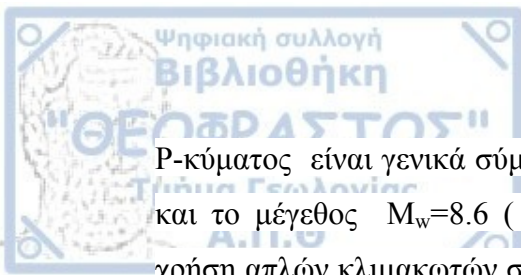 Ψηφιακή συλλογή
Βιβλιοθήκη
"ΘΕΟΦΡΑΣΤΟΣ"
P-κύματος είναι γενικά σύμ
Τμήμα Γεωλογίας
και το μέγεθος Mw=8.6 (
Α.Π.Θ
χρήση απλών κλιμακωτών σ